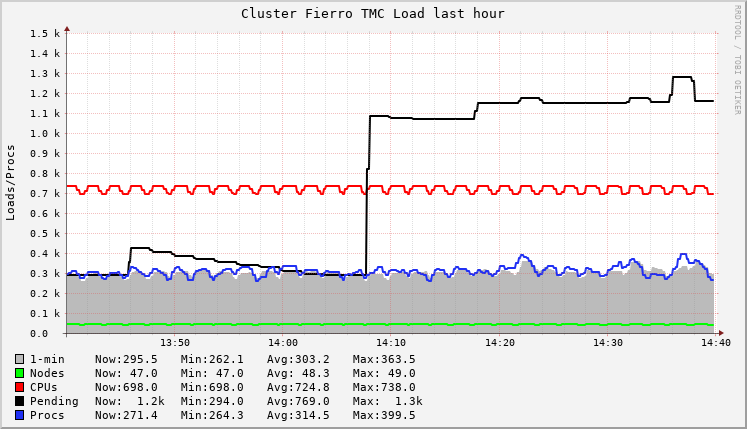 Cluster Fierro TMC Load last hour
RRDTOOL / TOBI OETIKER
Loads/Procs
1.5 k
1.4 k
1.3 k
1.2 k
1.1 k
1.0 k
0.9 k
0.8 k
0.7 k
0.6 k
0.5 k
0.4 k
0.3 k
0.2 k
0.1 k
0.0
13:50 14:00 14:10 14:20 14:30 14:40
1-min Now:295.5 Min:262.1 Avg:303.2 Max:363.5
Nodes Now: 47.0 Min: 47.0 Avg: 48.3 Max: 49.0
CPUs Now:698.0 Min:698.0 Avg:724.8 Max:738.0
Pending Now: 1.2k Min:294.0 Avg:769.0 Max: 1.3k
Procs Now:271.4 Min:264.3 Avg:314.5 Max:399.5